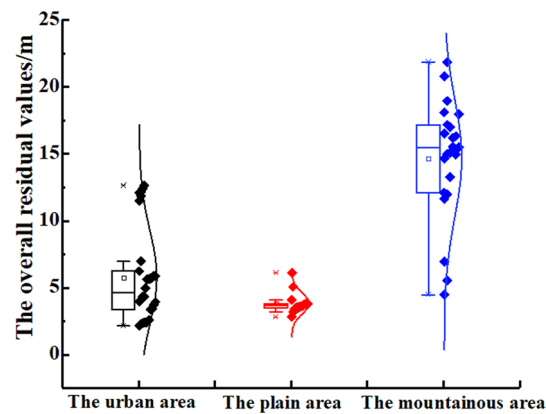 The overall residual values/m
25
20
15
10
5
0
The urban area
The plain area
The mountainous area